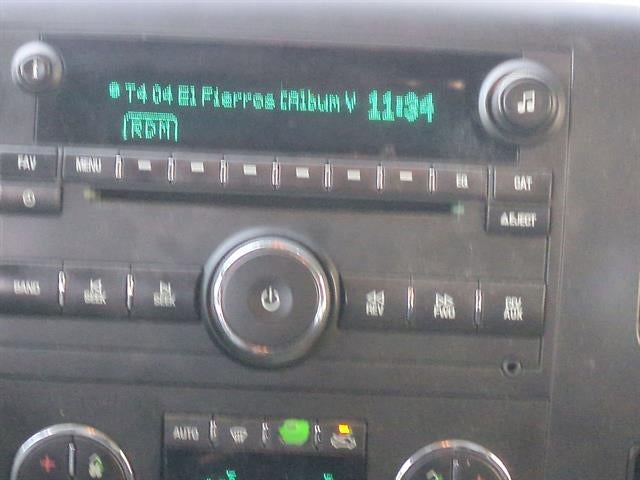 T4 04 El Pierros (Album V 11:34
RDM
FAV MENU EQ CAT
EJECT
BAND SEEK SEEK REV FWD AUX
AUTO